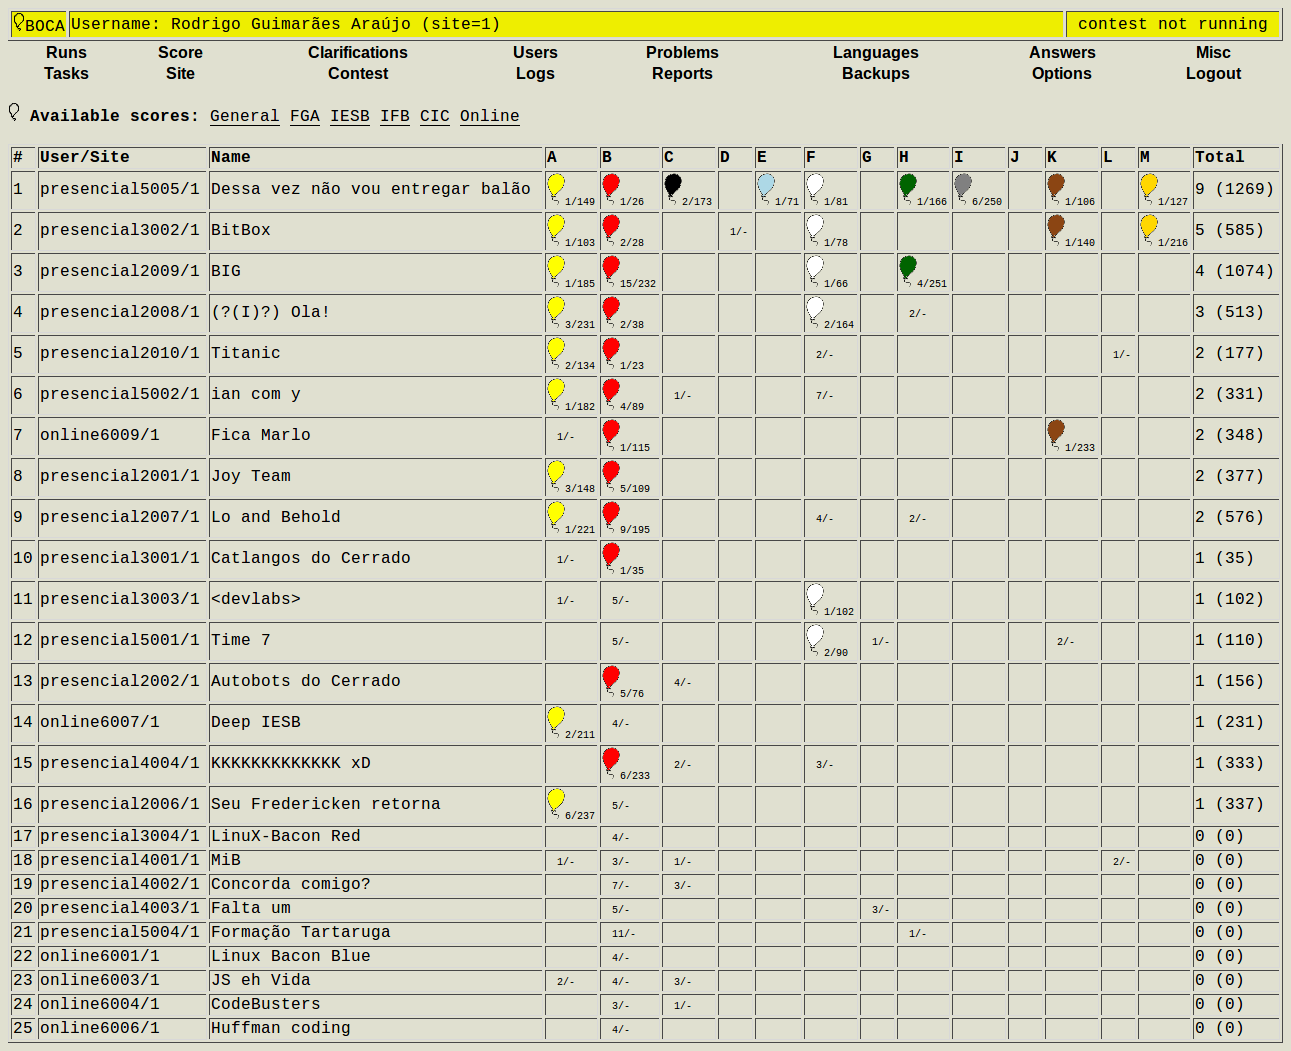 BOCA Username: Rodrigo Guimarães Araújo (site=1) contest not running
Runs Score Clarifications Users Problems Languages Answers Misc
Tasks Site Contest Logs Reports Backups Options Logout
Available scores: General FGA IESB IFB CIC Online
# User/Site Name A B C D E F G H I J K L M Total
1 presencial5005/1 Dessa vez não vou entregar balão 1/149 1/26 2/173 1/71 1/81 1/166 6/250 1/106 1/127 9 (1269)
2 presencial3002/1 BitBox 1/103 2/28 1/- 1/78 1/140 1/216 5 (585)
3 presencial2009/1 BIG 1/185 15/232 1/66 4/251 4 (1074)
4 presencial2008/1 (?(I)?) Ola! 3/231 2/38 2/164 2/- 3 (513)
5 presencial2010/1 Titanic 2/134 1/23 2/- 1/- 2 (177)
6 presencial5002/1 ian com y 1/182 4/89 1/- 7/- 2 (331)
7 online6009/1 Fica Marlo 1/- 1/115 1/233 2 (348)
8 presencial2001/1 Joy Team 3/148 5/109 2 (377)
9 presencial2007/1 Lo and Behold 1/221 9/195 4/- 2/- 2 (576)
10 presencial3001/1 Catlangos do Cerrado 1/- 1/35 1 (35)
11 presencial3003/1 <devlabs> 1/- 5/- 1/102 1 (102)
12 presencial5001/1 Time 7 5/- 2/90 1/- 2/- 1 (110)
13 presencial2002/1 Autobots do Cerrado 5/76 4/- 1 (156)
14 online6007/1 Deep IESB 2/211 4/- 1 (231)
15 presencial4004/1 KKKKKKKKKKKKK xD 6/233 2/- 3/- 1 (333)
16 presencial2006/1 Seu Fredericken retorna 6/237 5/- 1 (337)
17 presencial3004/1 LinuX-Bacon Red 4/- 0 (0)
18 presencial4001/1 MiB 1/- 3/- 1/- 2/- 0 (0)
19 presencial4002/1 Concorda comigo? 7/- 3/- 0 (0)
20 presencial4003/1 Falta um 5/- 3/- 0 (0)
21 presencial5004/1 Formação Tartaruga 11/- 1/- 0 (0)
22 online6001/1 Linux Bacon Blue 4/- 0 (0)
23 online6003/1 JS eh Vida 2/- 4/- 3/- 0 (0)
24 online6004/1 CodeBusters 3/- 1/- 0 (0)
25 online6006/1 Huffman coding 4/- 0 (0)